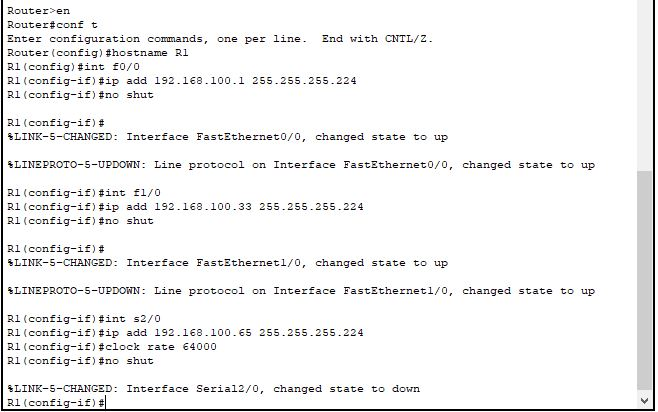 Router>en
Router#conf t
Enter configuration commands, one per line.  End with CNTL/Z.
Router(config)#hostname R1
R1(config)#int f0/0
R1(config-if)#ip add 192.168.100.1 255.255.255.224
R1(config-if)#no shut
R1(config-if)#
%LINK-5-CHANGED: Interface FastEthernet0/0, changed state to up
%LINEPROTO-5-UPDOWN: Line protocol on Interface FastEthernet0/0, changed state to up
R1(config-if)#int f1/0
R1(config-if)#ip add 192.168.100.33 255.255.255.224
R1(config-if)#no shut
R1(config-if)#
%LINK-5-CHANGED: Interface FastEthernet1/0, changed state to up
%LINEPROTO-5-UPDOWN: Line protocol on Interface FastEthernet1/0, changed state to up
R1(config-if)#int s2/0
R1(config-if)#ip add 192.168.100.65 255.255.255.224
R1(config-if)#clock rate 64000
R1(config-if)#no shut
%LINK-5-CHANGED: Interface Serial2/0, changed state to down
R1(config-if)#